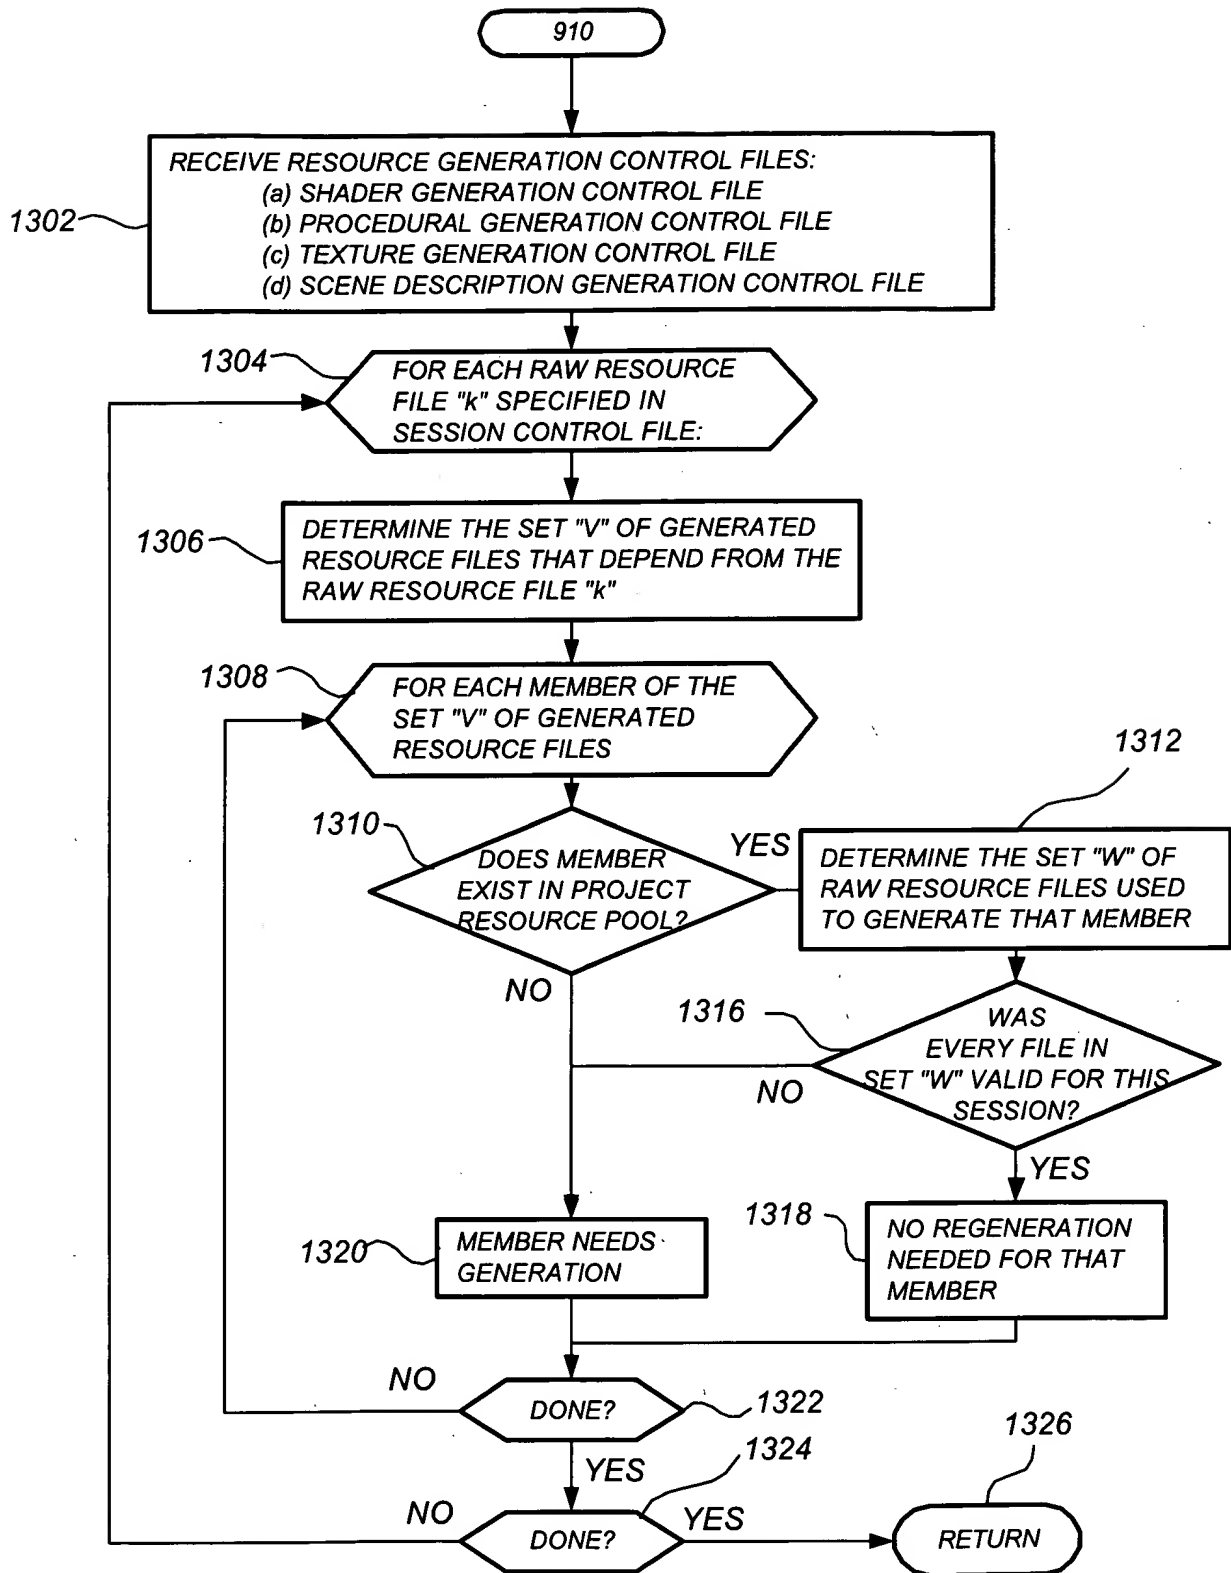 910
RECEIVE RESOURCE GENERATION CONTROL FILES:
(a) SHADER GENERATION CONTROL FILE
(b) PROCEDURAL GENERATION CONTROL FILE
(c) TEXTURE GENERATION CONTROL FILE
(d) SCENE DESCRIPTION GENERATION CONTROL FILE
1302
1304
FOR EACH RAW RESOURCE
FILE "k" SPECIFIED IN
SESSION CONTROL FILE:
1306
DETERMINE THE SET "V" OF GENERATED
RESOURCE FILES THAT DEPEND FROM THE
RAW RESOURCE FILE "k"
1308
FOR EACH MEMBER OF THE
SET "V" OF GENERATED
RESOURCE FILES
1310
DOES MEMBER
EXIST IN PROJECT
RESOURCE POOL?
YES
NO
1312
DETERMINE THE SET "W" OF
RAW RESOURCE FILES USED
TO GENERATE THAT MEMBER
1316
WAS
EVERY FILE IN
SET "W" VALID FOR THIS
SESSION?
NO
YES
1318
NO REGENERATION
NEEDED FOR THAT
MEMBER
1320
MEMBER NEEDS
GENERATION
NO
DONE?
1322
YES
1324
NO
DONE?
YES
1326
RETURN